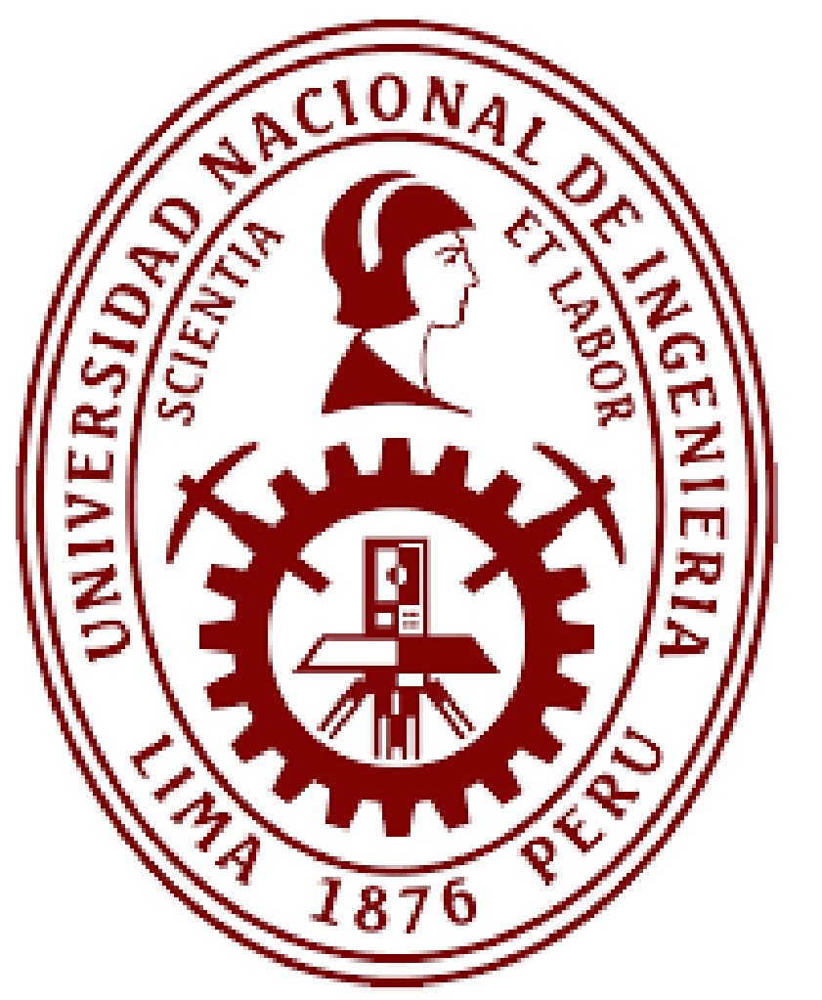 UNIVERSIDAD NACIONAL DE INGENIERIA
SCIENTIA
ET LABOR
LIMA 1876 PERU